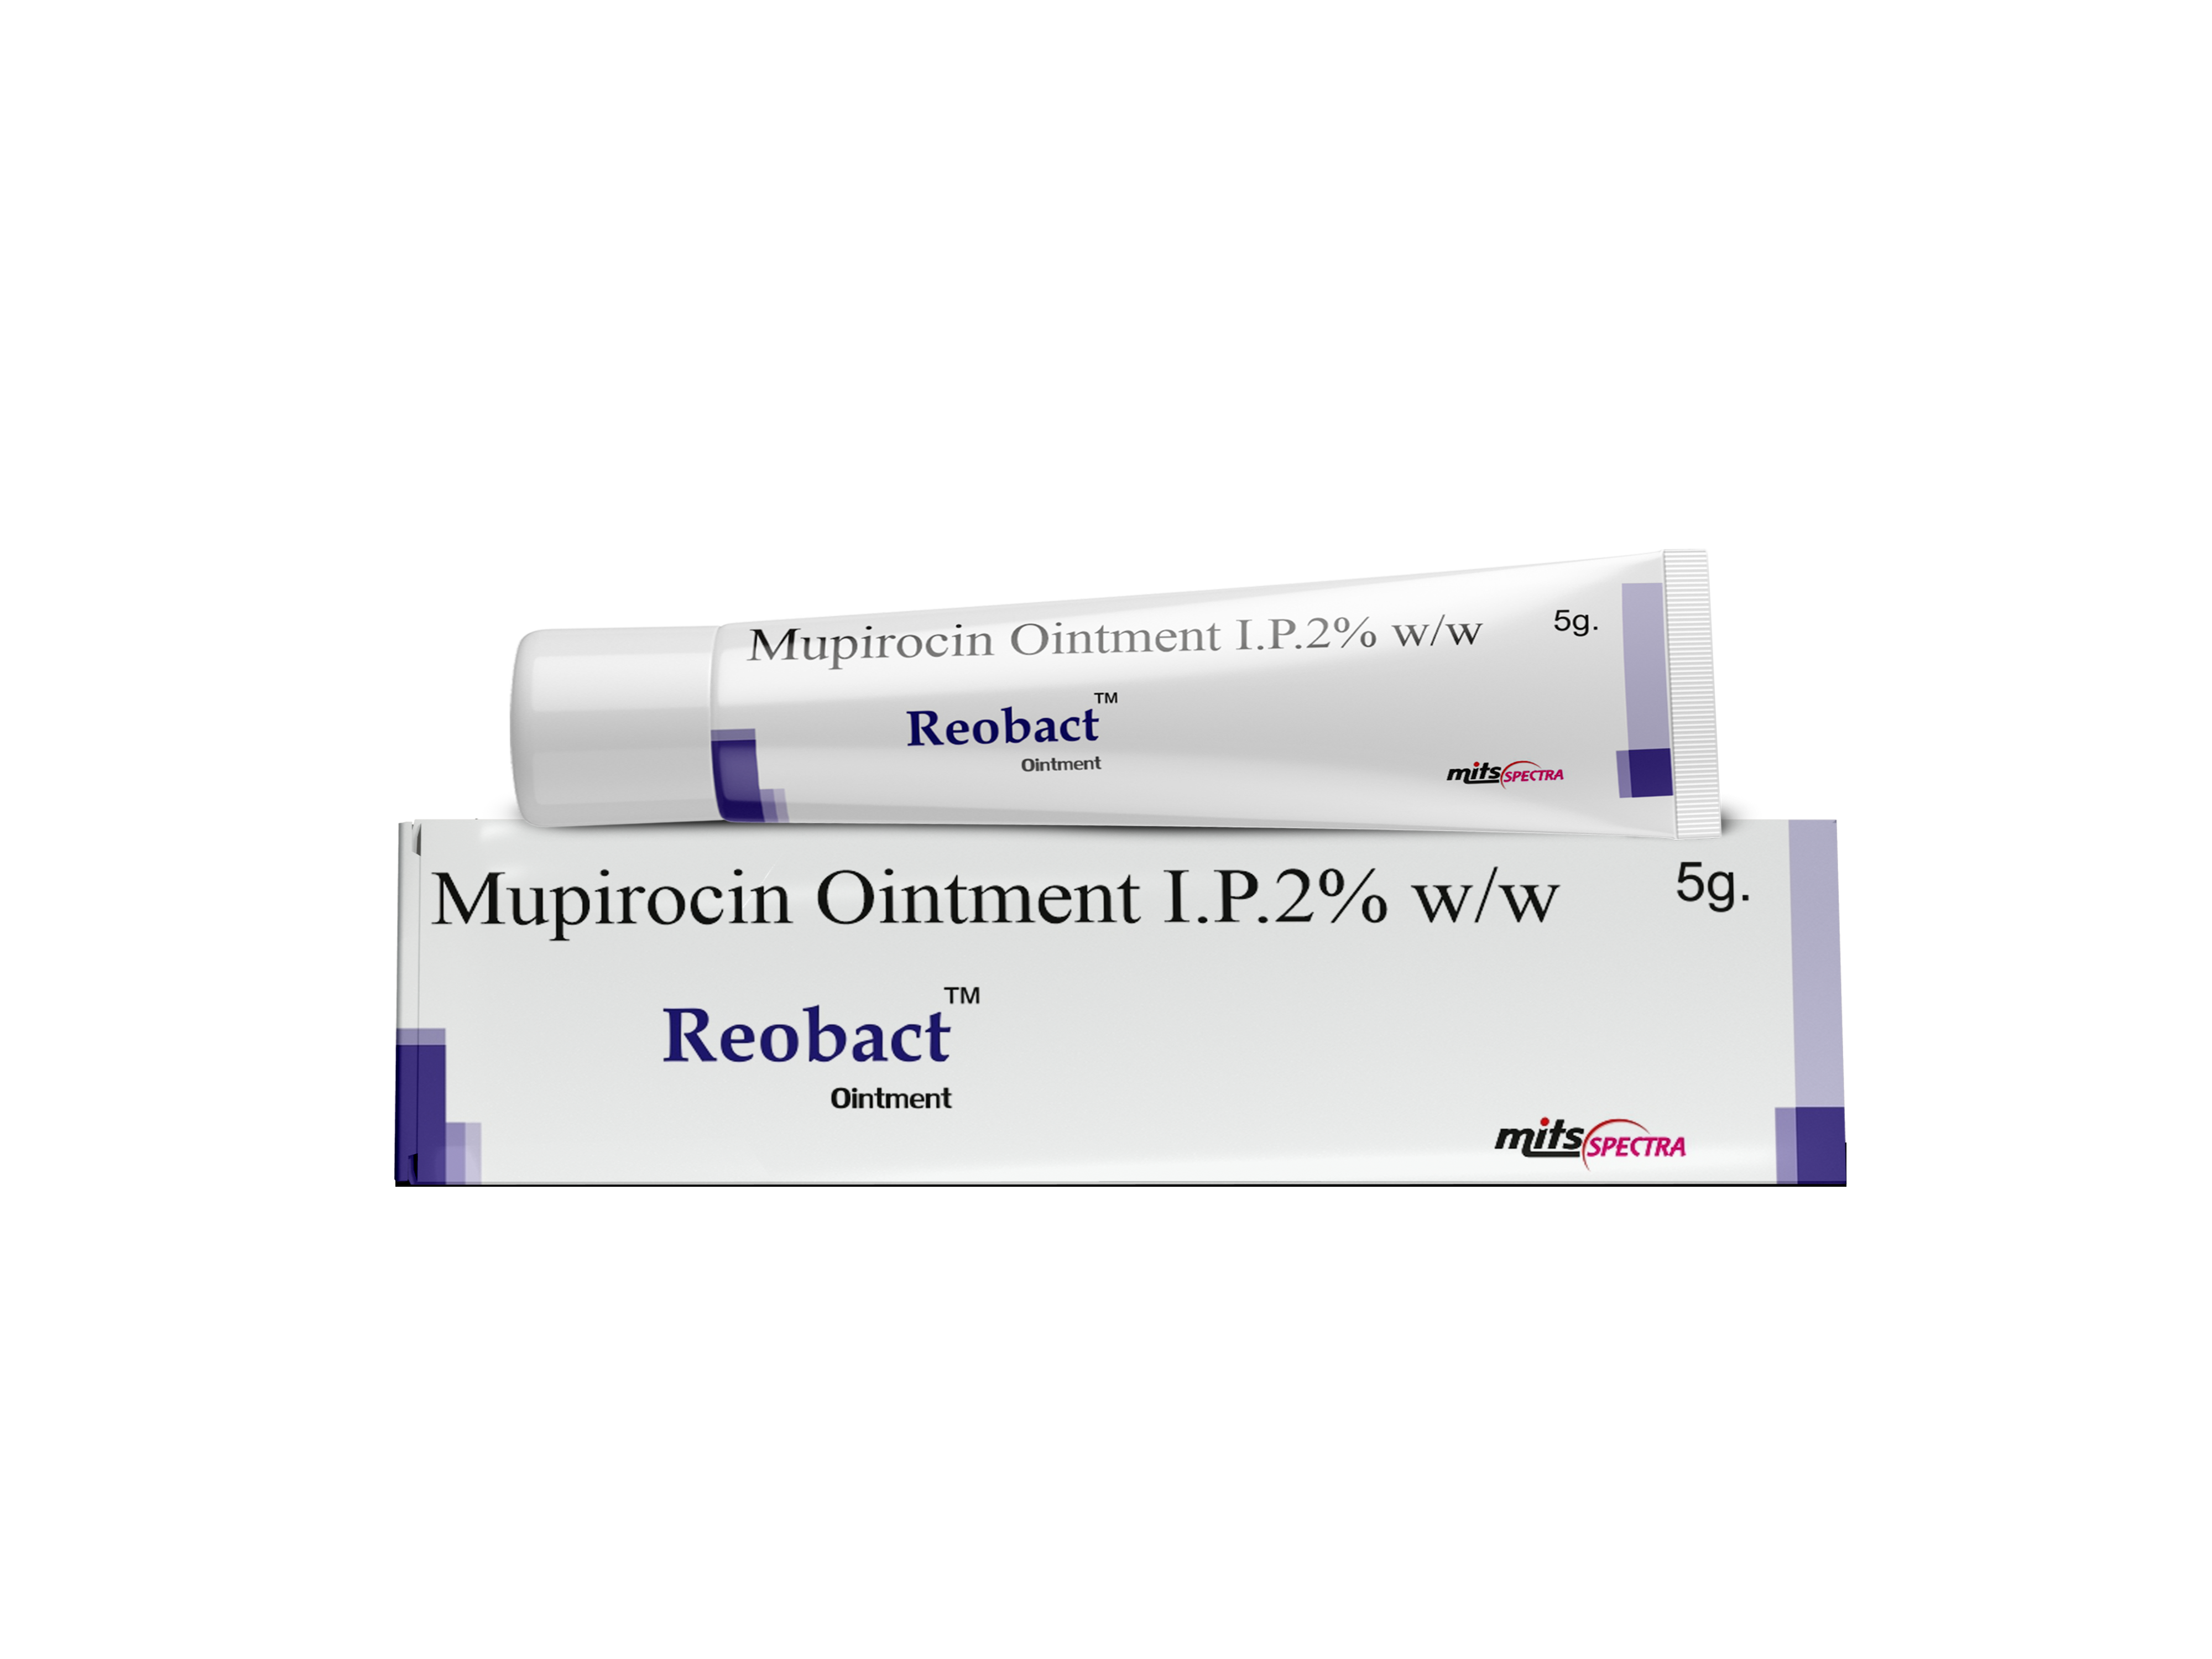 Mupirocin Ointment I.P.2% w/w 5g.
Reobact™
Ointment
mits SPECTRA
Mupirocin Ointment I.P.2% w/w 5g.
Reobact™
Ointment
mits SPECTRA